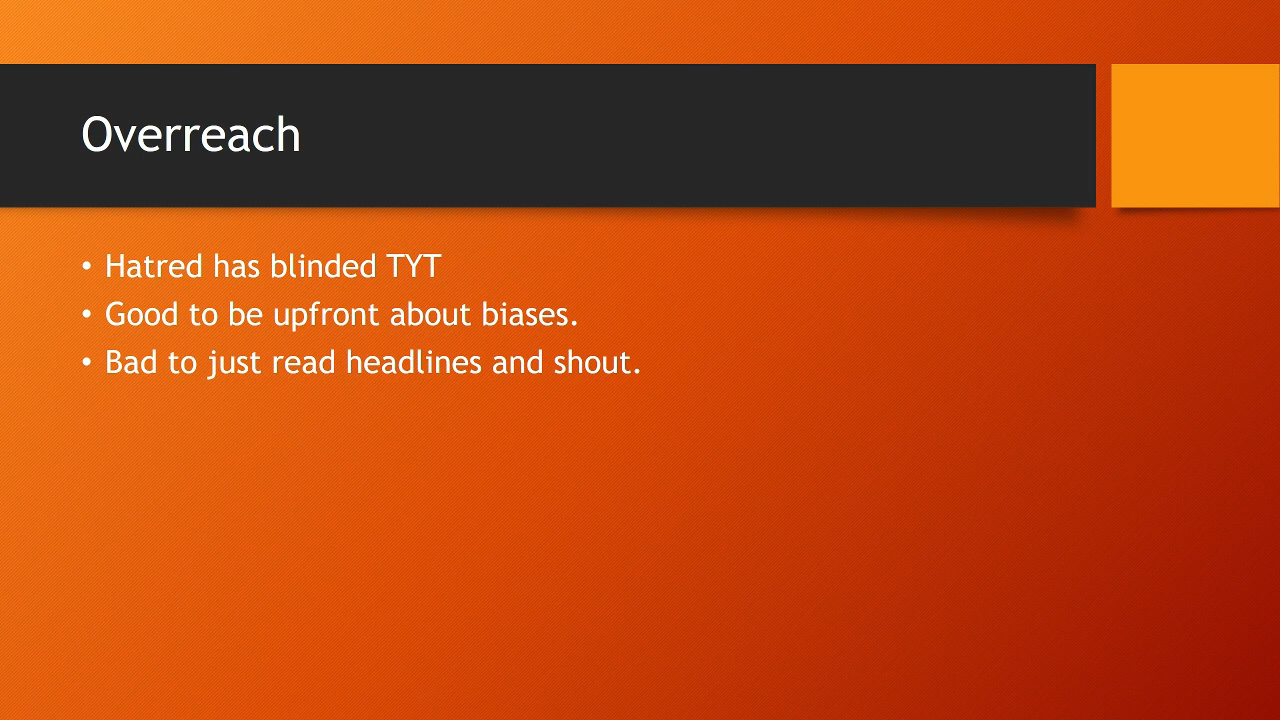 Overreach
• Hatred has blinded TYT
• Good to be upfront about biases.
• Bad to just read headlines and shout.